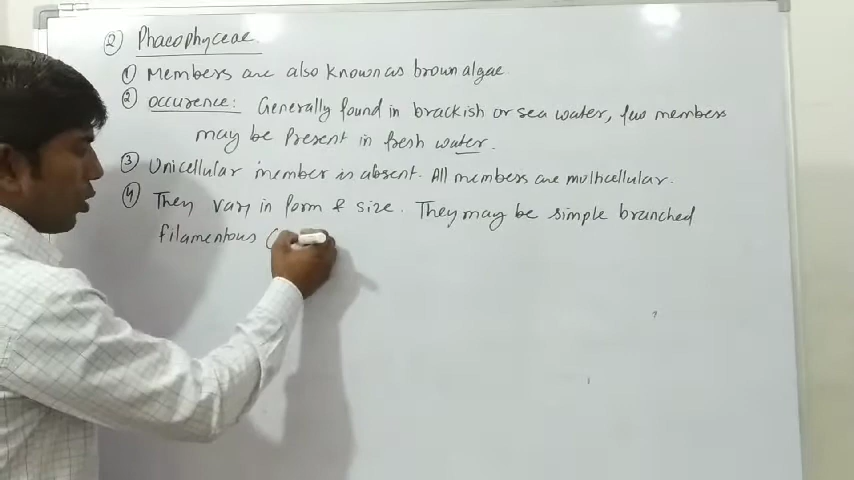 ② Phaeophyceae
① Members are also known as brown algae.
② occurence: Generally found in brackish or sea water, few members
may be Present in fresh water.
③ Unicellular member is absent. All members are multicellular.
④ They vary in form & size. They may be simple branched
filamentous (